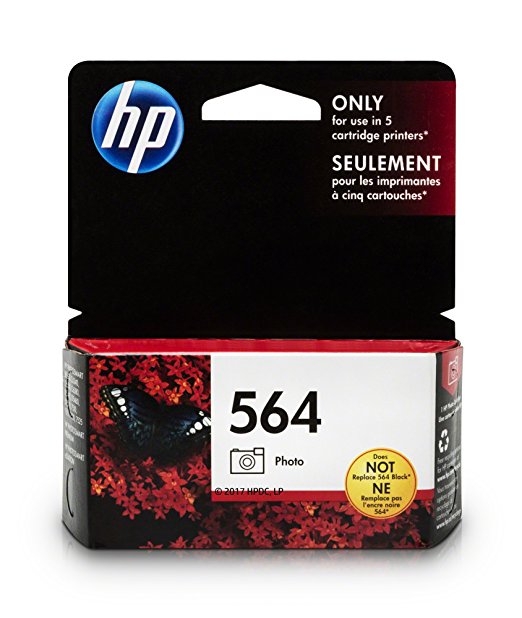 hp
ONLY
for use in 5
cartridge printers*
SEULEMENT
pour les imprimantes
à cinq cartouches*
564
Photo
© 2017 HPDC, LP
Does
NOT
Replace 564 Black*
NE
Remplace pas
l'encre noire
564*